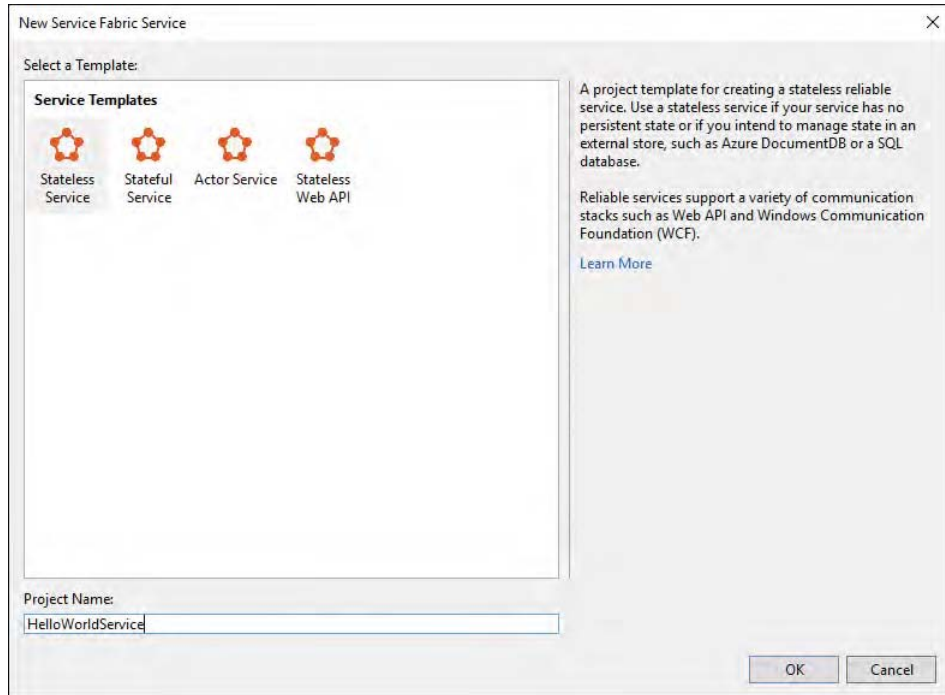 New Service Fabric Service
Select a Template:
Service Templates
Stateless
Service
Stateful
Service
Actor Service
Stateless
Web API
A project template for creating a stateless reliable
service. Use a stateless service if your service has no
persistent state or if you intend to manage state in an
external store, such as Azure DocumentDB or a SQL
database.
Reliable services support a variety of communication
stacks such as Web API and Windows Communication
Foundation (WCF).
Learn More
Project Name:
HelloWorldService
OK
Cancel